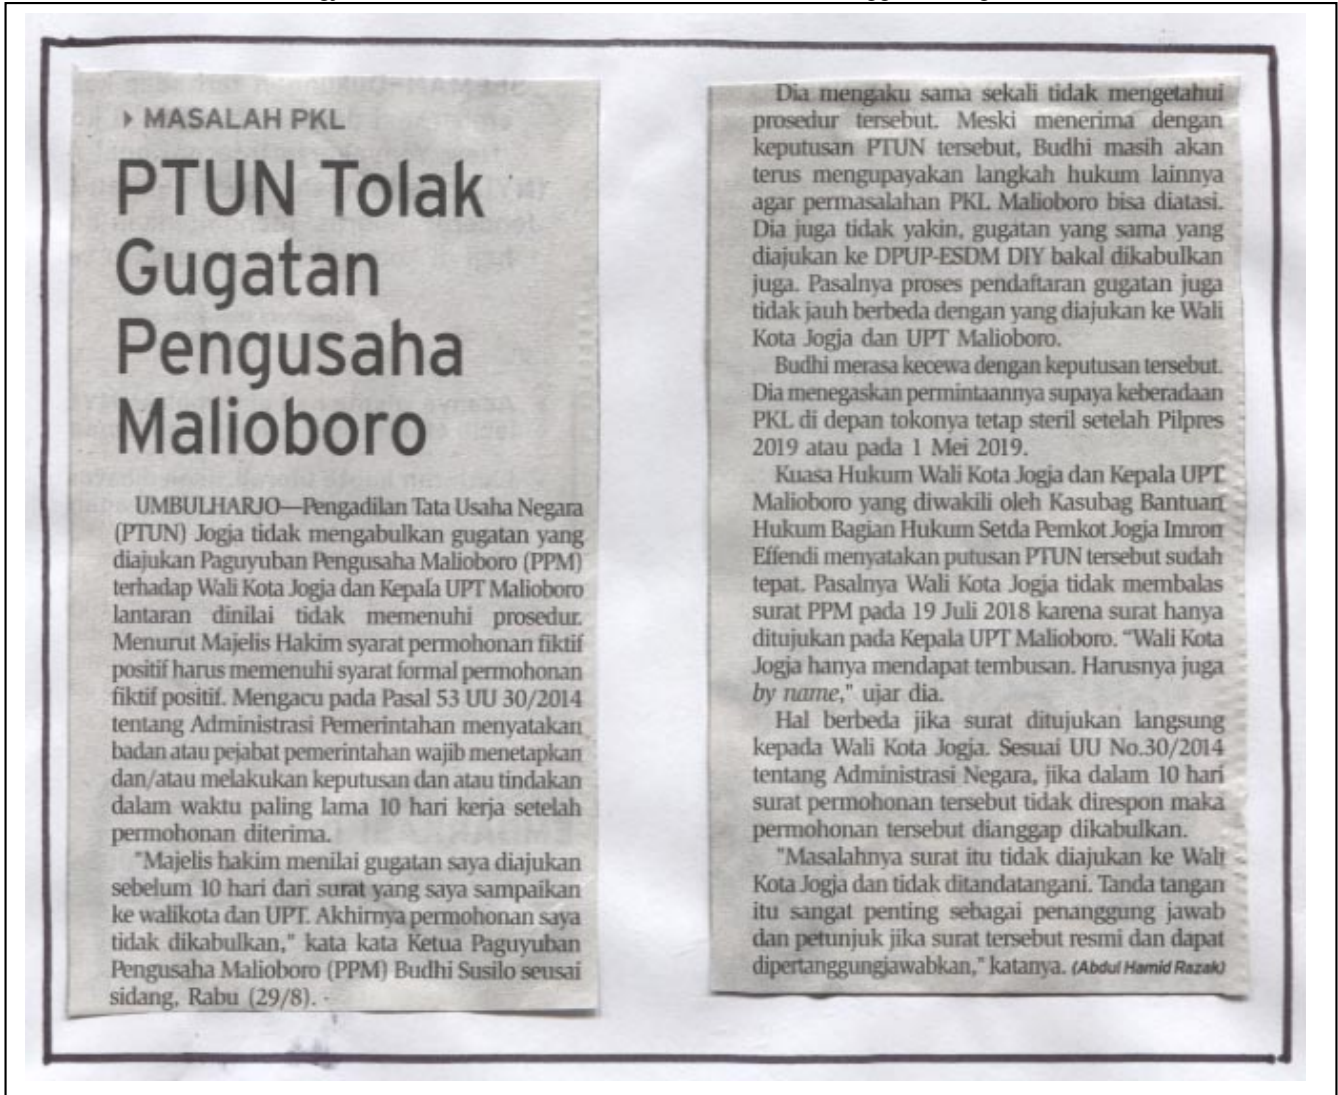 MASALAH PKL
PTUN Tolak
Gugatan
Pengusaha
Malioboro
UMBULHARJO—Pengadilan Tata Usaha Negara
(PTUN) Jogja tidak mengabulkan gugatan yang
diajukan Paguyuban Pengusaha Malioboro (PPM)
terhadap Wali Kota Jogja dan Kepala UPT Malioboro
lantaran dinilai tidak memenuhi prosedur.
Menurut Majelis Hakim syarat permohonan fiktif
positif harus memenuhi syarat formal permohonan
fiktif positif. Mengacu pada Pasal 53 UU 30/2014
tentang Administrasi Pemerintahan menyatakan
badan atau pejabat pemerintahan wajib menetapkan
dan/atau melakukan keputusan dan atau tindakan
dalam waktu paling lama 10 hari kerja setelah
permohonan diterima.
"Majelis hakim menilai gugatan saya diajukan
sebelum 10 hari dari surat yang saya sampaikan
ke walikota dan UPT. Akhirnya permohonan saya
tidak dikabulkan," kata kata Ketua Paguyuban
Pengusaha Malioboro (PPM) Budhi Susilo seusai
sidang, Rabu (29/8).
Dia mengaku sama sekali tidak mengetahui
prosedur tersebut. Meski menerima dengan
keputusan PTUN tersebut, Budhi masih akan
terus mengupayakan langkah hukum lainnya
agar permasalahan PKL Malioboro bisa diatasi.
Dia juga tidak yakin, gugatan yang sama yang
diajukan ke DPUP-ESDM DIY bakal dikabulkan
juga. Pasalnya proses pendaftaran gugatan juga
tidak jauh berbeda dengan yang diajukan ke Wali
Kota Jogja dan UPT Malioboro.
Budhi merasa kecewa dengan keputusan tersebut.
Dia menegaskan permintaannya supaya keberadaan
PKL di depan tokonya tetap steril setelah Pilpres
2019 atau pada 1 Mei 2019.
Kuasa Hukum Wali Kota Jogja dan Kepala UPT
Malioboro yang diwakili oleh Kasubag Bantuan
Hukum Bagian Hukum Setda Pemkot Jogja Imron
Effendi menyatakan putusan PTUN tersebut sudah
tepat. Pasalnya Wali Kota Jogja tidak membalas
surat PPM pada 19 Juli 2018 karena surat hanya
ditujukan pada Kepala UPT Malioboro. "Wali Kota
Jogja hanya mendapat tembusan. Harusnya juga
by name," ujar dia.
Hal berbeda jika surat ditujukan langsung
kepada Wali Kota Jogja. Sesuai UU No.30/2014
tentang Administrasi Negara, jika dalam 10 hari
surat permohonan tersebut tidak direspon maka
permohonan tersebut dianggap dikabulkan.
"Masalahnya surat itu tidak diajukan ke Wali
Kota Jogja dan tidak ditandatangani. Tanda tangan
itu sangat penting sebagai penanggung jawab
dan petunjuk jika surat tersebut resmi dan dapat
dipertanggungjawabkan," katanya. (Abdul Hamid Razak)